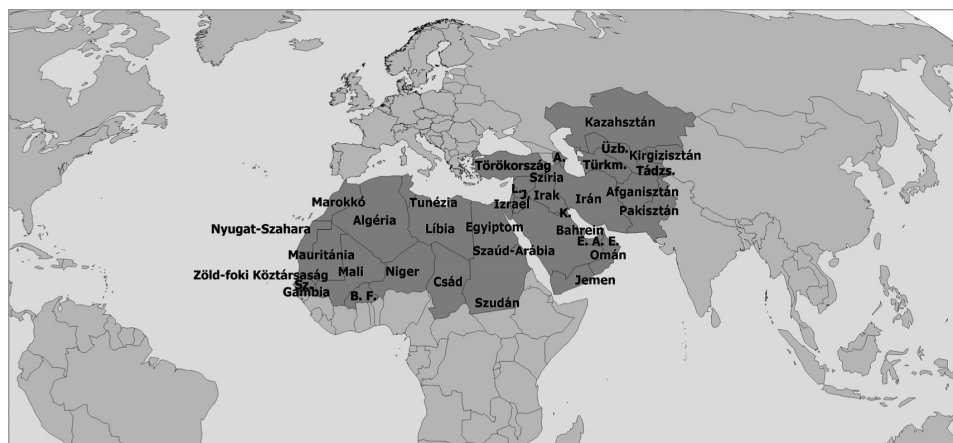 Kazahsztán
Üzb.
Kirgizisztán
A.
Törökország
Türkm.
Tádzs.
Szíria
L.
J.
Irak
Irán
Afganisztán
Izrael
Pakisztán
Marokkó
Tunézia
K.
Algéria
Nyugat-Szahara
Líbia
Egyiptom
Bahrein
E. A. E.
Mauritánia
Szaúd-Arábia
Omán
Zöld-foki Köztársaság
Mali
Niger
Csád
Jemen
Sz.
Gambia
B. F.
Szudán